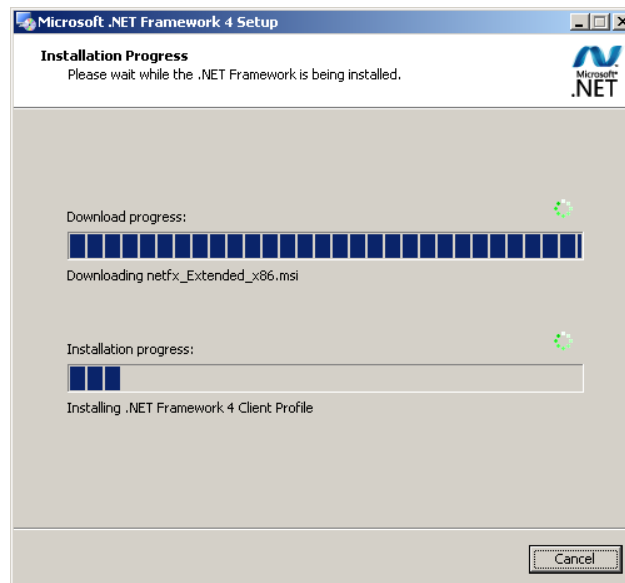 Microsoft .NET Framework 4 Setup
Installation Progress
Please wait while the .NET Framework is being installed.
Microsoft®
.NET
Download progress:
Downloading netfx_Extended_x86.msi
Installation progress:
Installing .NET Framework 4 Client Profile
Cancel